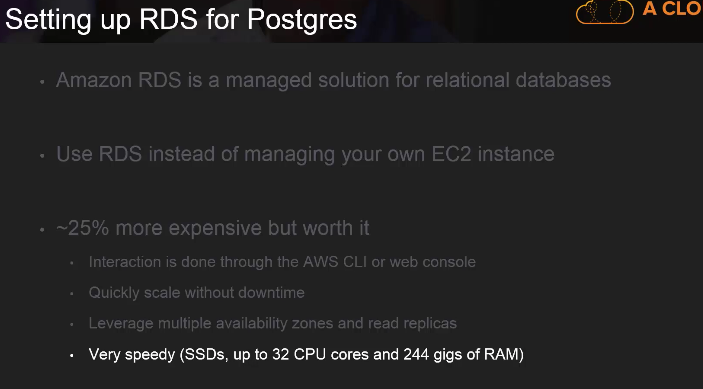 Setting up RDS for Postgres
A CLO
• Amazon RDS is a managed solution for relational databases
• Use RDS instead of managing your own EC2 instance
• ~25% more expensive but worth it
• Interaction is done through the AWS CLI or web console
• Quickly scale without downtime
• Leverage multiple availability zones and read replicas
• Very speedy (SSDs, up to 32 CPU cores and 244 gigs of RAM)